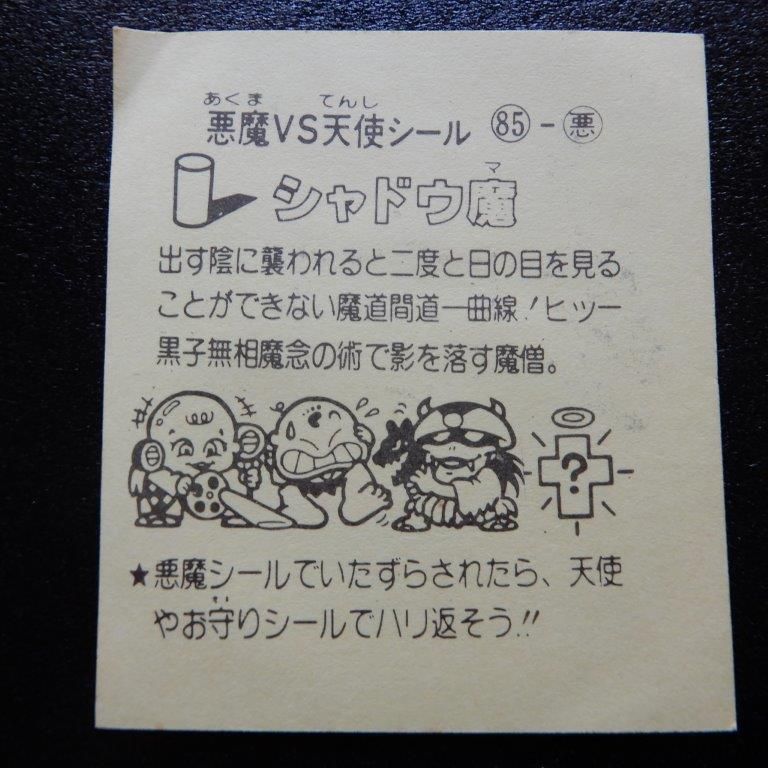 あくま てんし
悪魔VSエ天使シール 85-悪
マ
シャドウ魔
出す陰に襲われると二度と日の目を見る
ことができない魔道間道一曲線!ヒツー
黒子無相魔念の術で影を落す魔僧。
?
★悪魔シールでいたずらされたら、天使
やお守りシールでハリ返そう!!